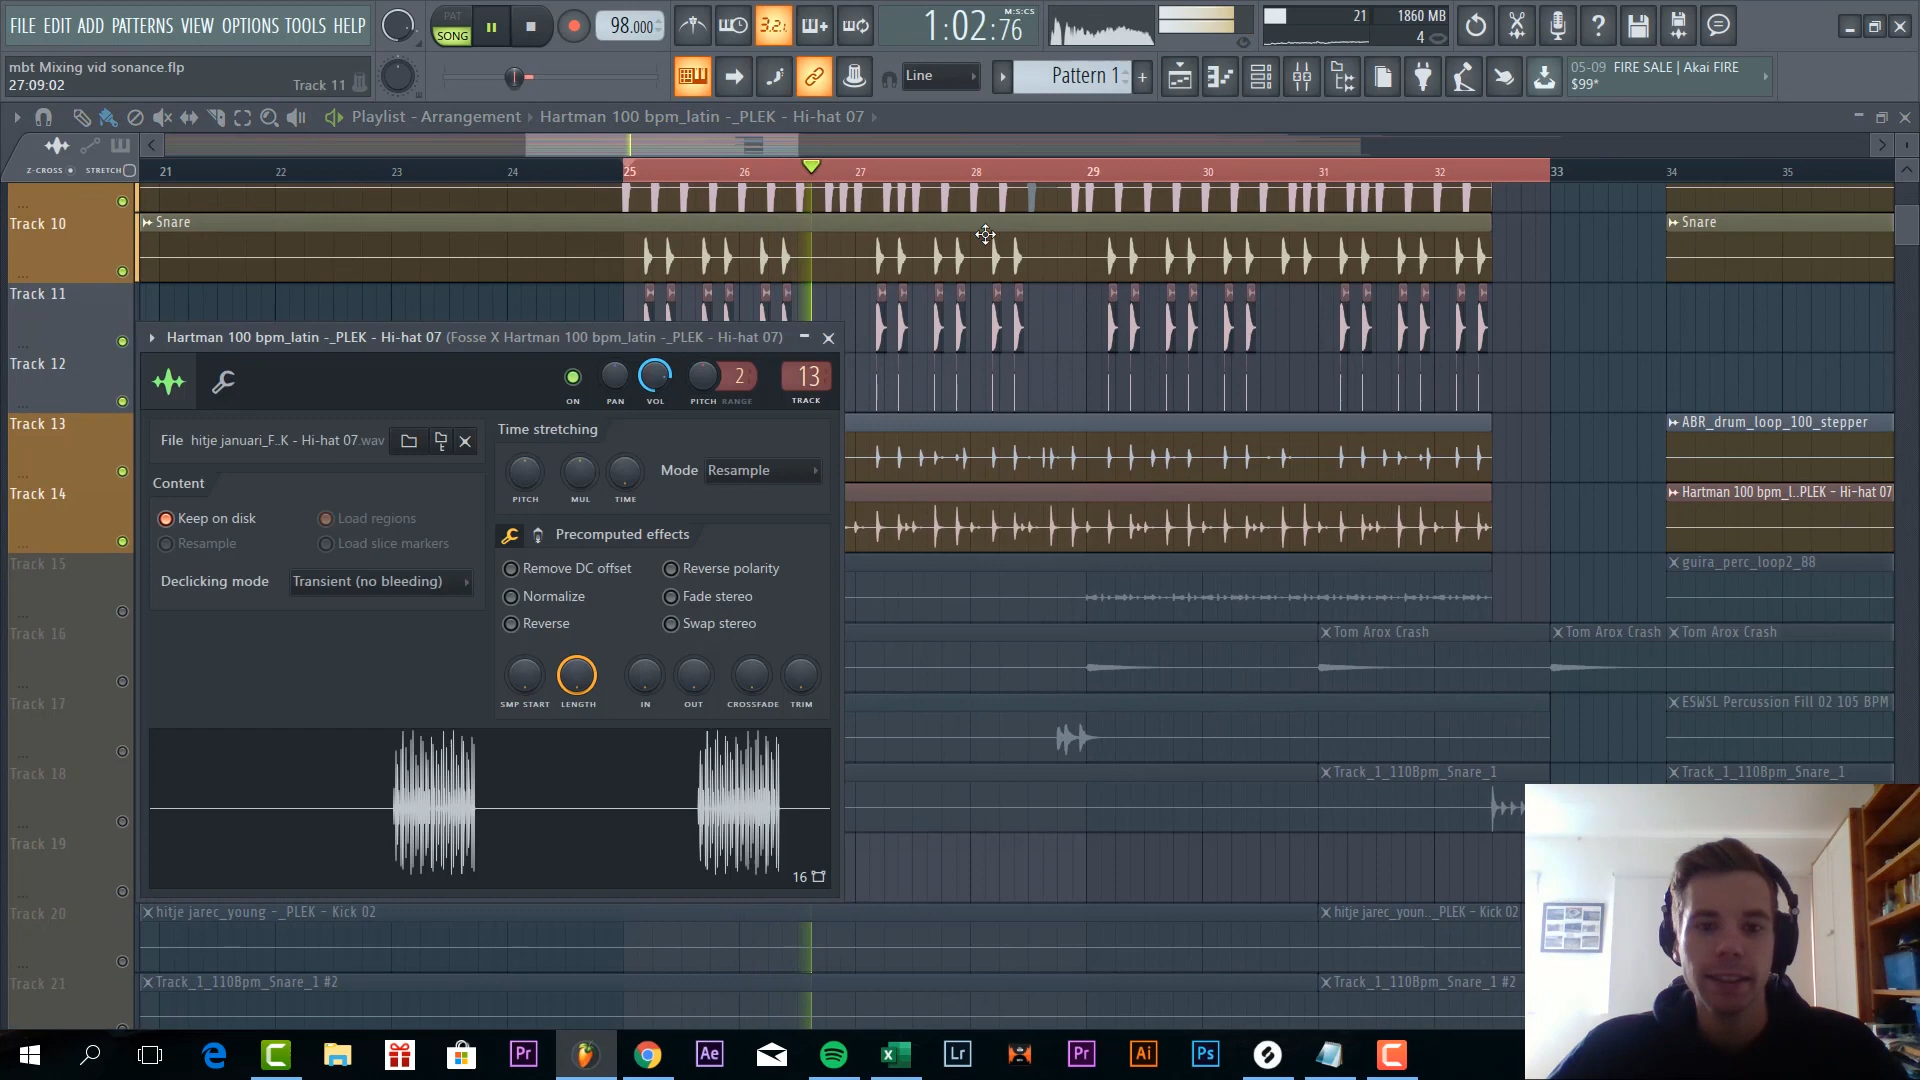 FILE EDIT ADD PATTERNS VIEW OPTIONS TOOLS HELP
PAT
SONG
98.000
3.2.1
1:02:76
M:S:CS
21
1860 MB
4
mbt Mixing vid sonance.flp
27:09:02
Track 11
Line
Pattern 1
05-09 FIRE SALE | Akai FIRE
$99*
Playlist - Arrangement
Hartman 100 bpm_latin -_PLEK - Hi-hat 07
Z-CROSS
STRETCH
21 22 23 24 25 26 27 28 29 30 31 32 33 34 35
Track 10
Snare
Snare
Track 11
Track 12
Track 13
ABR_drum_loop_100_stepper
Track 14
Hartman 100 bpm_l..PLEK - Hi-hat 07
Track 15
guira_perc_loop2_88
Track 16
Tom Arox Crash
Tom Arox Crash
Tom Arox Crash
Track 17
ESWSL Percussion Fill 02 105 BPM
Track 18
Track_1_110Bpm_Snare_1
Track_1_110Bpm_Snare_1
Track 19
Track 20
hitje jarec_young -_PLEK - Kick 02
hitje jarec_youn.._PLEK - Kick 02
Track 21
Track_1_110Bpm_Snare_1 #2
Track_1_110Bpm_Snare_1 #2
Hartman 100 bpm_latin -_PLEK - Hi-hat 07 (Fosse X Hartman 100 bpm_latin -_PLEK - Hi-hat 07)
2
13
ON
PAN
VOL
PITCH
RANGE
TRACK
File
hitje januari_F..K - Hi-hat 07.wav
Time stretching
PITCH
MUL
TIME
Mode
Resample
Content
Keep on disk
Load regions
Resample
Load slice markers
Declicking mode
Transient (no bleeding)
Precomputed effects
Remove DC offset
Reverse polarity
Normalize
Fade stereo
Reverse
Swap stereo
SMP START
LENGTH
IN
OUT
CROSSFADE
TRIM
16
Pr
Ae
Lr
Pr
Ai
Ps